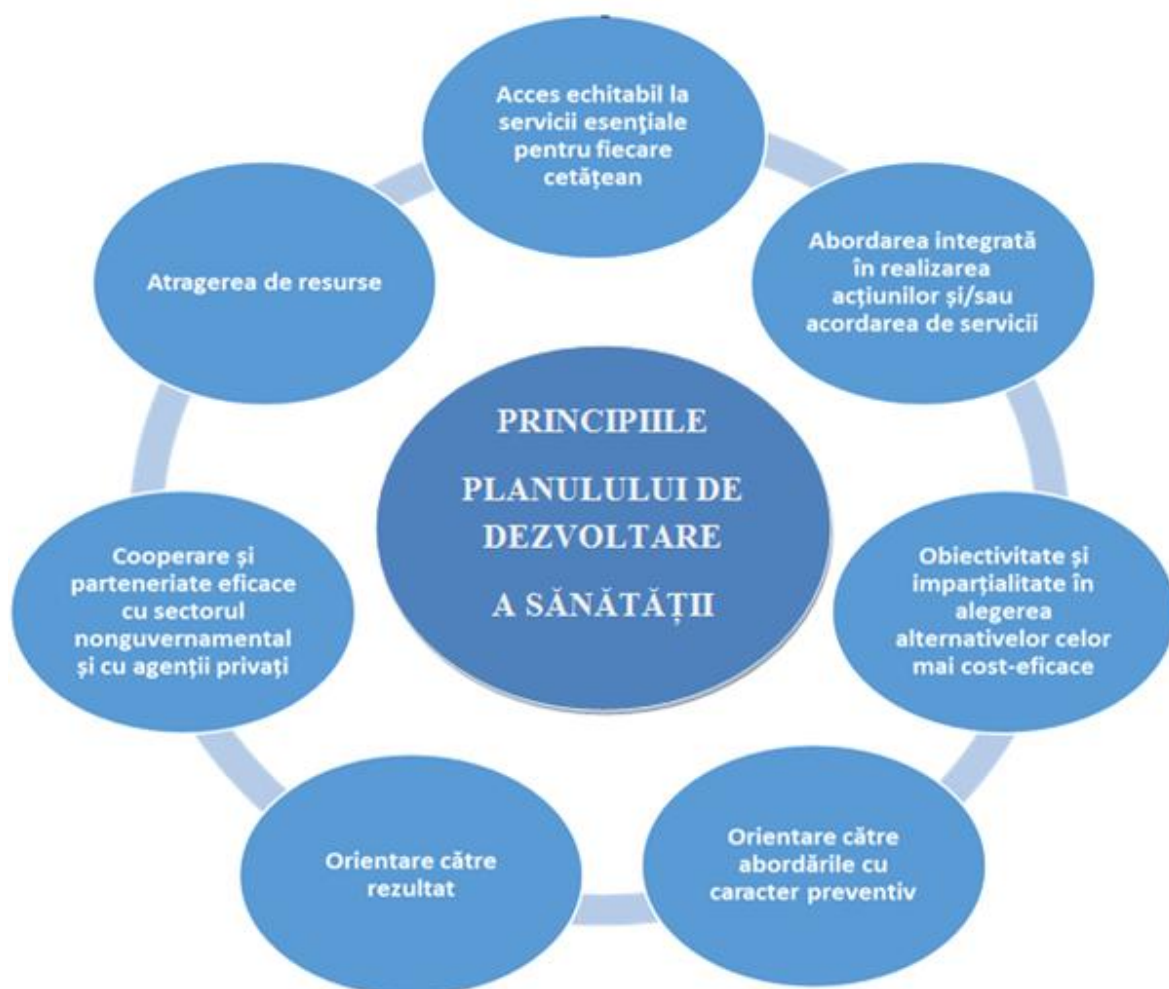 Acces echitabil la
servicii esenţiale
pentru fiecare
cetăţean
Abordarea integrată
în realizarea
acțiunilor și/sau
acordarea de servicii
Obiectivitate și
imparțialitate în
alegerea
alternativelor celor
mai cost-eficace
Orientare către
abordările cu
caracter preventiv
Orientare către
rezultat
Cooperare și
parteneriate eficace
cu sectorul
nonguvernamental
și cu agenții privați
Atragerea de resurse
PRINCIPIILE
PLANULULUI DE
DEZVOLTARE
A SĂNĂTĂȚII